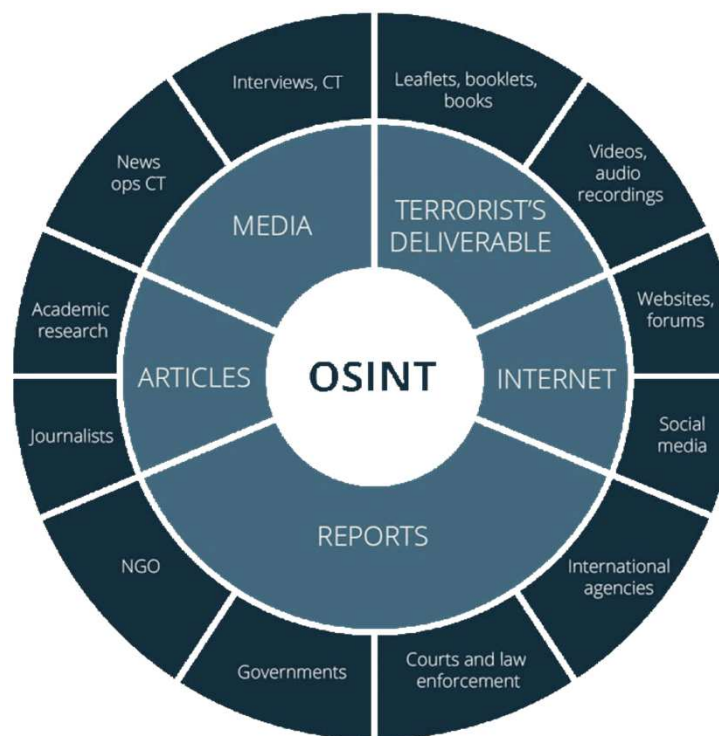 Interviews, CT
Leaflets, booklets,
books
News
ops CT
Videos,
audio
recordings
MEDIA
TERRORIST'S
DELIVERABLE
Academic
research
Websites,
forums
ARTICLES
OSINT
INTERNET
Journalists
Social
media
REPORTS
NGO
International
agencies
Governments
Courts and law
enforcement